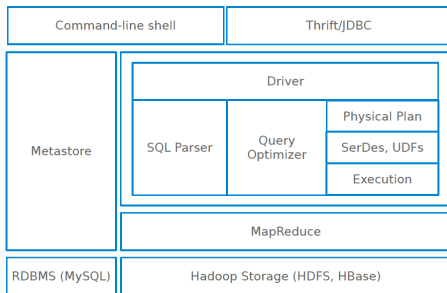 Command-line shell
Thrift/JDBC
Metastore
Driver
SQL Parser
Query
Optimizer
Physical Plan
SerDes, UDFs
Execution
MapReduce
RDBMS (MySQL)
Hadoop Storage (HDFS, HBase)